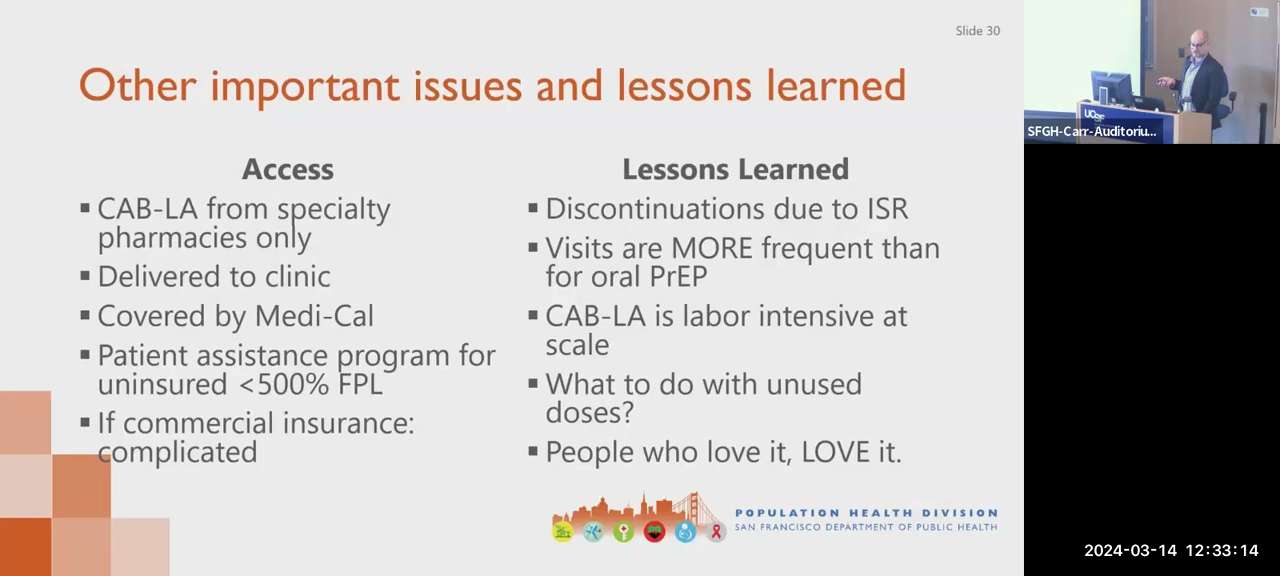 Slide 30
Other important issues and lessons learned
Access
▪ CAB-LA from specialty
pharmacies only
▪ Delivered to clinic
▪ Covered by Medi-Cal
▪ Patient assistance program for
uninsured <500% FPL
▪ If commercial insurance:
complicated
Lessons Learned
▪ Discontinuations due to ISR
▪ Visits are MORE frequent than
for oral PrEP
▪ CAB-LA is labor intensive at
scale
▪ What to do with unused
doses?
▪ People who love it, LOVE it.
POPULATION HEALTH DIVISION
SAN FRANCISCO DEPARTMENT OF PUBLIC HEALTH
UCSF
SFGH-Carr-Auditoriu...
2024-03-14 12:33:14